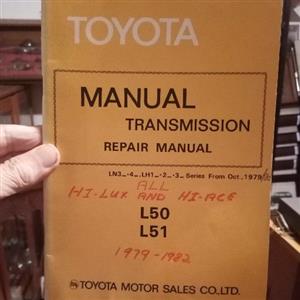 TOYOTA
MANUAL
TRANSMISSION
REPAIR MANUAL
LN3_-4_.LH1_-2_-3_ Series From Oct.,1979
ALL
HI-LUX AND HI-ACE
L50
L51
1979-1982
TOYOTA MOTOR SALES CO.,LTD.